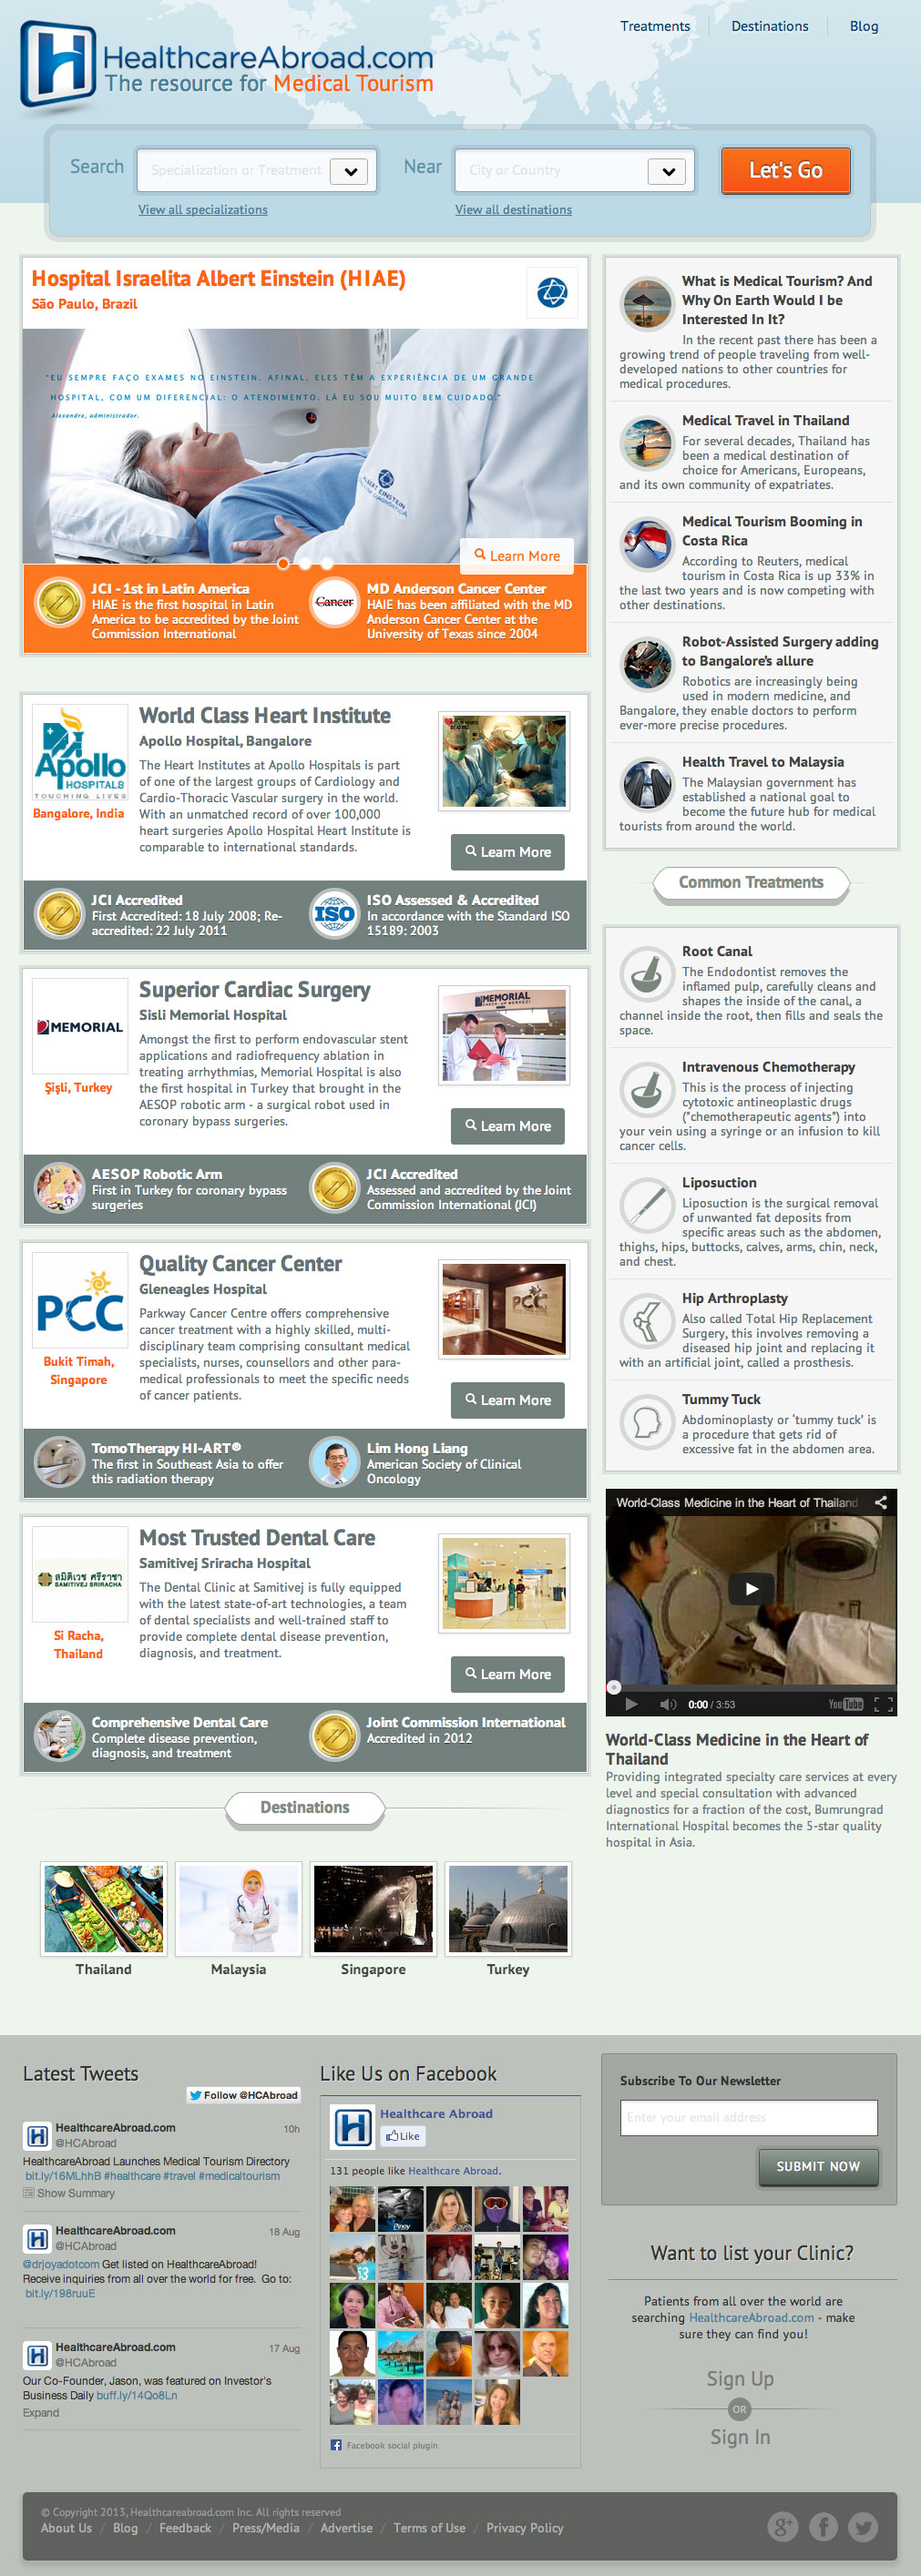 Treatments
Destinations
Blog
HealthcareAbroad.com
The resource for Medical Tourism
Search
Specialization or Treatment
Near
City or Country
Let's Go
View all specializations
View all destinations
Hospital Israelita Albert Einstein (HIAE)
São Paulo, Brazil
"EU SEMPRE FAÇO EXAMES NO EINSTEIN. AFINAL, ELES TÊM A EXPERIÊNCIA DE UM GRANDE
HOSPITAL, COM UM DIFERENCIAL: O ATENDIMENTO. LÁ EU SOU MUITO BEM CUIDADO."
Alexandre, administrador.
ALBERT EINSTEIN
Learn More
JCI - 1st in Latin America
HIAE is the first hospital in Latin
America to be accredited by the Joint
Commission International
Cancer
MD Anderson Cancer Center
HAIE has been affiliated with the MD
Anderson Cancer Center at the
University of Texas since 2004
Apollo
HOSPITALS
TOUCHING LIVES
Bangalore, India
World Class Heart Institute
Apollo Hospital, Bangalore
The Heart Institutes at Apollo Hospitals is part
of one of the largest groups of Cardiology and
Cardio-Thoracic Vascular surgery in the world.
With an unmatched record of over 100,000
heart surgeries Apollo Hospital Heart Institute is
comparable to international standards.
Learn More
JCI Accredited
First Accredited: 18 July 2008; Re-
accredited: 22 July 2011
ISO
ISO Assessed & Accredited
In accordance with the Standard ISO
15189: 2003
MEMORIAL
Şişli, Turkey
Superior Cardiac Surgery
Sisli Memorial Hospital
Amongst the first to perform endovascular stent
applications and radiofrequency ablation in
treating arrhythmias, Memorial Hospital is also
the first hospital in Turkey that brought in the
AESOP robotic arm - a surgical robot used in
coronary bypass surgeries.
MEMORIAL
Learn More
AESOP Robotic Arm
First in Turkey for coronary bypass
surgeries
JCI Accredited
Assessed and accredited by the Joint
Commission International (JCI)
PCC
Bukit Timah,
Singapore
Quality Cancer Center
Gleneagles Hospital
Parkway Cancer Centre offers comprehensive
cancer treatment with a highly skilled, multi-
disciplinary team comprising consultant medical
specialists, nurses, counsellors and other para-
medical professionals to meet the specific needs
of cancer patients.
PCC
Learn More
TomoTherapy HI-ART®
The first in Southeast Asia to offer
this radiation therapy
Lim Hong Liang
American Society of Clinical
Oncology
สมิติเวช ศรีราชา
SAMITIVEJ SRIRACHA
Si Racha,
Thailand
Most Trusted Dental Care
Samitivej Sriracha Hospital
The Dental Clinic at Samitivej is fully equipped
with the latest state-of-art technologies, a team
of dental specialists and well-trained staff to
provide complete dental disease prevention,
diagnosis, and treatment.
Learn More
Comprehensive Dental Care
Complete disease prevention,
diagnosis, and treatment
Joint Commission International
Accredited in 2012
Destinations
Thailand
Malaysia
Singapore
Turkey
What is Medical Tourism? And
Why On Earth Would I be
Interested In It?
In the recent past there has been a
growing trend of people traveling from well-
developed nations to other countries for
medical procedures.
Medical Travel in Thailand
For several decades, Thailand has
been a medical destination of
choice for Americans, Europeans,
and its own community of expatriates.
Medical Tourism Booming in
Costa Rica
According to Reuters, medical
tourism in Costa Rica is up 33% in
the last two years and is now competing with
other destinations.
Robot-Assisted Surgery adding
to Bangalore’s allure
Robotics are increasingly being
used in modern medicine, and
Bangalore, they enable doctors to perform
ever-more precise procedures.
Health Travel to Malaysia
The Malaysian government has
established a national goal to
become the future hub for medical
tourists from around the world.
Common Treatments
Root Canal
The Endodontist removes the
inflamed pulp, carefully cleans and
shapes the inside of the canal, a
channel inside the root, then fills and seals the
space.
Intravenous Chemotherapy
This is the process of injecting
cytotoxic antineoplastic drugs
("chemotherapeutic agents") into
your vein using a syringe or an infusion to kill
cancer cells.
Liposuction
Liposuction is the surgical removal
of unwanted fat deposits from
specific areas such as the abdomen,
thighs, hips, buttocks, calves, arms, chin, neck,
and chest.
Hip Arthroplasty
Also called Total Hip Replacement
Surgery, this involves removing a
diseased hip joint and replacing it
with an artificial joint, called a prosthesis.
Tummy Tuck
Abdominoplasty or ‘tummy tuck’ is
a procedure that gets rid of
excessive fat in the abdomen area.
World-Class Medicine in the Heart of Thailand
0:00 / 3:53
YouTube
World-Class Medicine in the Heart of
Thailand
Providing integrated specialty care services at every
level and special consultation with advanced
diagnostics for a fraction of the cost, Bumrungrad
International Hospital becomes the 5-star quality
hospital in Asia.
Latest Tweets
Follow @HCAbroad
HealthcareAbroad.com
10h
@HCAbroad
HealthcareAbroad Launches Medical Tourism Directory
bit.ly/16MLhhB #healthcare #travel #medicaltourism
Show Summary
HealthcareAbroad.com
18 Aug
@HCAbroad
@drjoyadotcom Get listed on HealthcareAbroad!
Receive inquiries from all over the world for free. Go to:
bit.ly/198ruuE
HealthcareAbroad.com
17 Aug
@HCAbroad
Our Co-Founder, Jason, was featured on Investor's
Business Daily buff.ly/14Qo8Ln
Expand
Like Us on Facebook
Healthcare Abroad
Like
131 people like Healthcare Abroad.
Pinoy
Facebook social plugin
Subscribe To Our Newsletter
Enter your email address
SUBMIT NOW
Want to list your Clinic?
Patients from all over the world are
searching HealthcareAbroad.com - make
sure they can find you!
Sign Up
OR
Sign In
© Copyright 2013, Healthcareabroad.com Inc. All rights reserved
About Us / Blog / Feedback / Press/Media / Advertise / Terms of Use / Privacy Policy